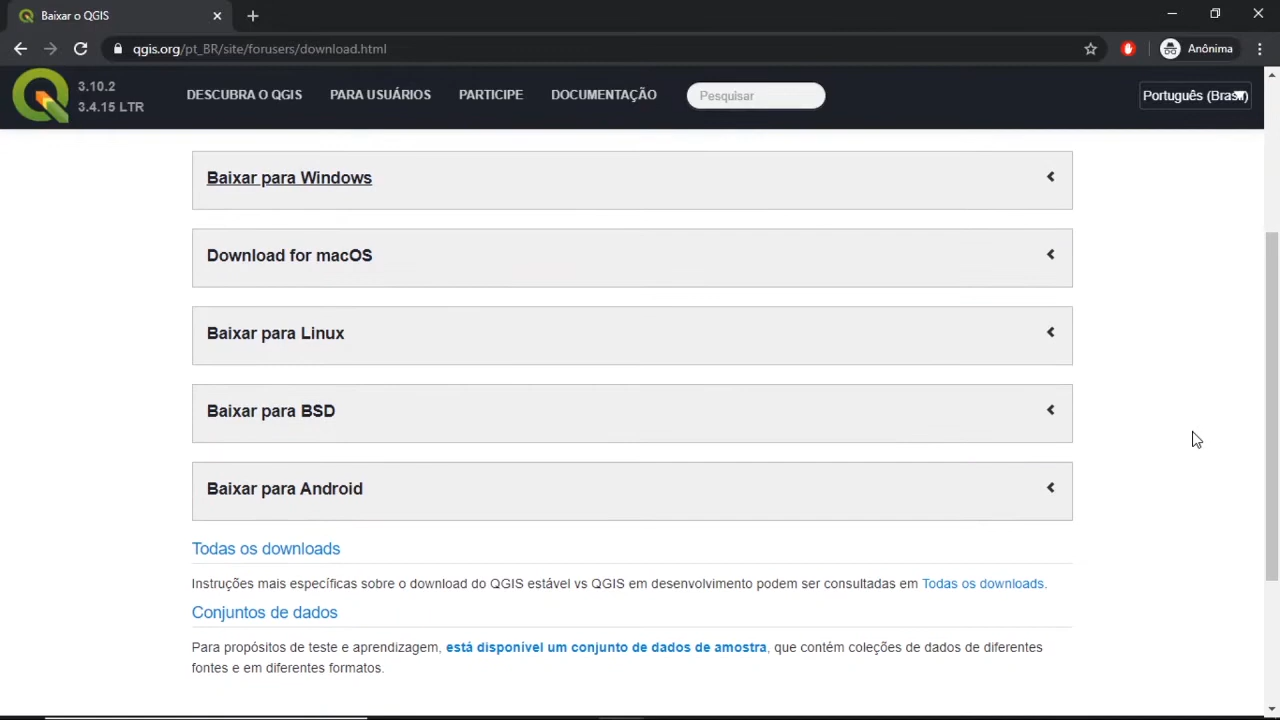 Baixar o QGIS
qgis.org/pt_BR/site/forusers/download.html
Anônima
3.10.2
3.4.15 LTR
DESCUBRA O QGIS
PARA USUÁRIOS
PARTICIPE
DOCUMENTAÇÃO
Pesquisar
Português (Brasil)
Baixar para Windows
Download for macOS
Baixar para Linux
Baixar para BSD
Baixar para Android
Todas os downloads
Instruções mais específicas sobre o download do QGIS estável vs QGIS em desenvolvimento podem ser consultadas em Todas os downloads.
Conjuntos de dados
Para propósitos de teste e aprendizagem, está disponível um conjunto de dados de amostra, que contém coleções de dados de diferentes
fontes e em diferentes formatos.